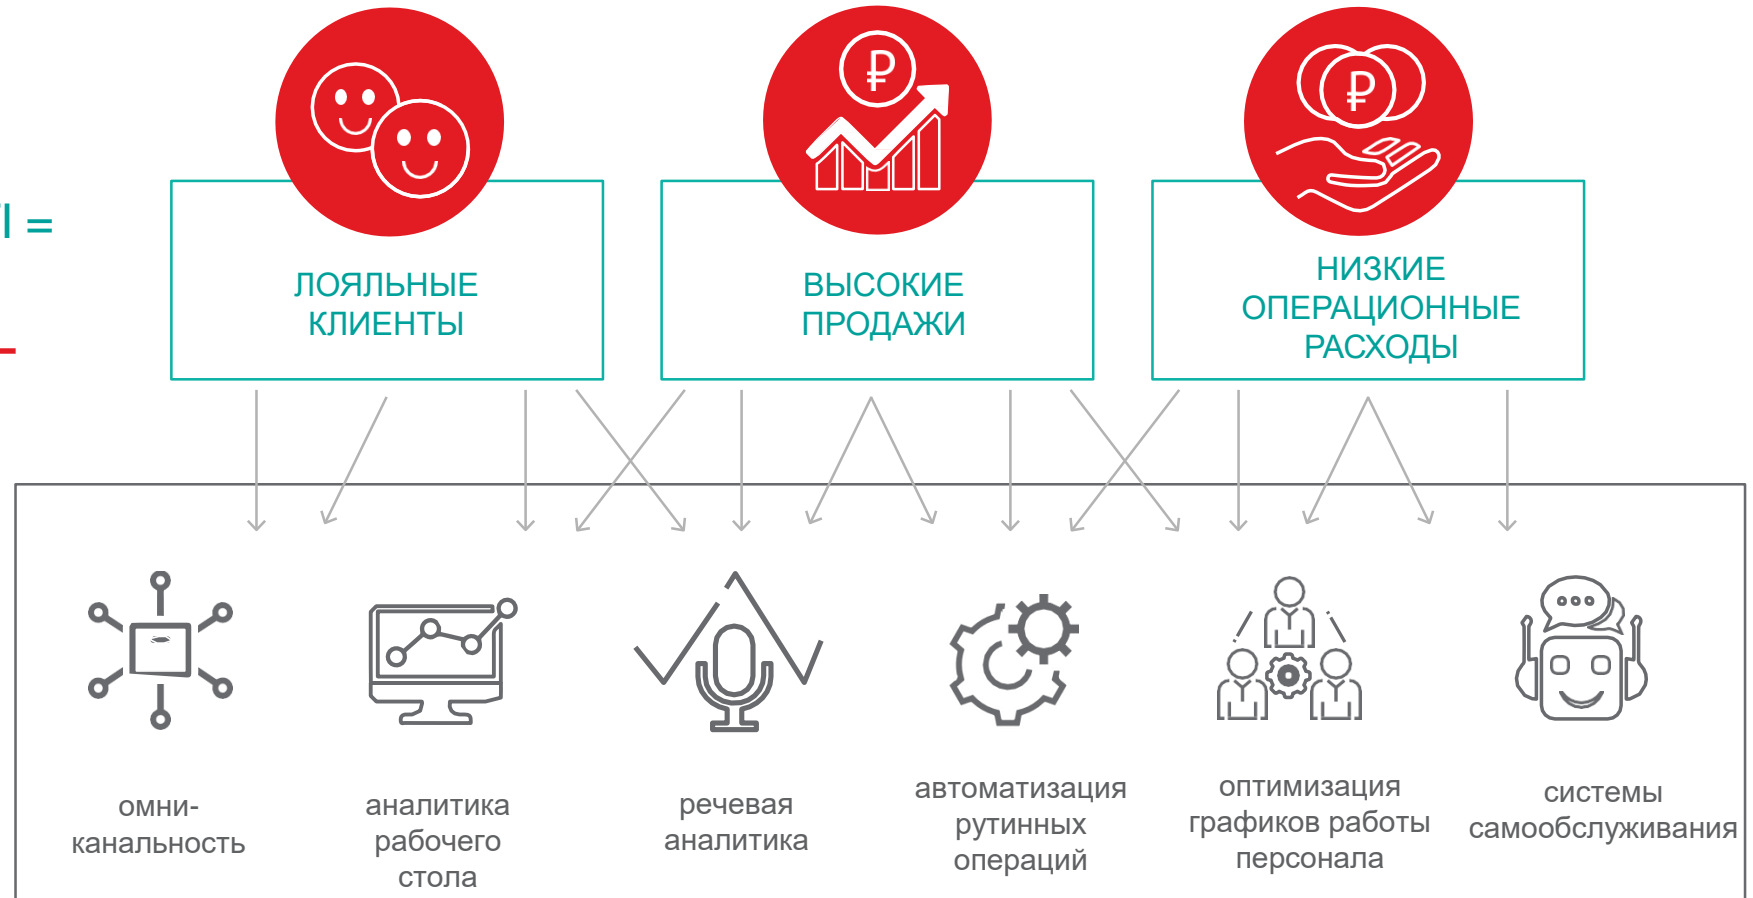 =
ЛОЯЛЬНЫЕ
КЛИЕНТЫ
ВЫСОКИЕ
ПРОДАЖИ
НИЗКИЕ
ОПЕРАЦИОННЫЕ
РАСХОДЫ
₽
₽
омни-
канальность
аналитика
рабочего
стола
речевая
аналитика
автоматизация
рутинных
операций
оптимизация
графиков работы
персонала
системы
самообслуживания